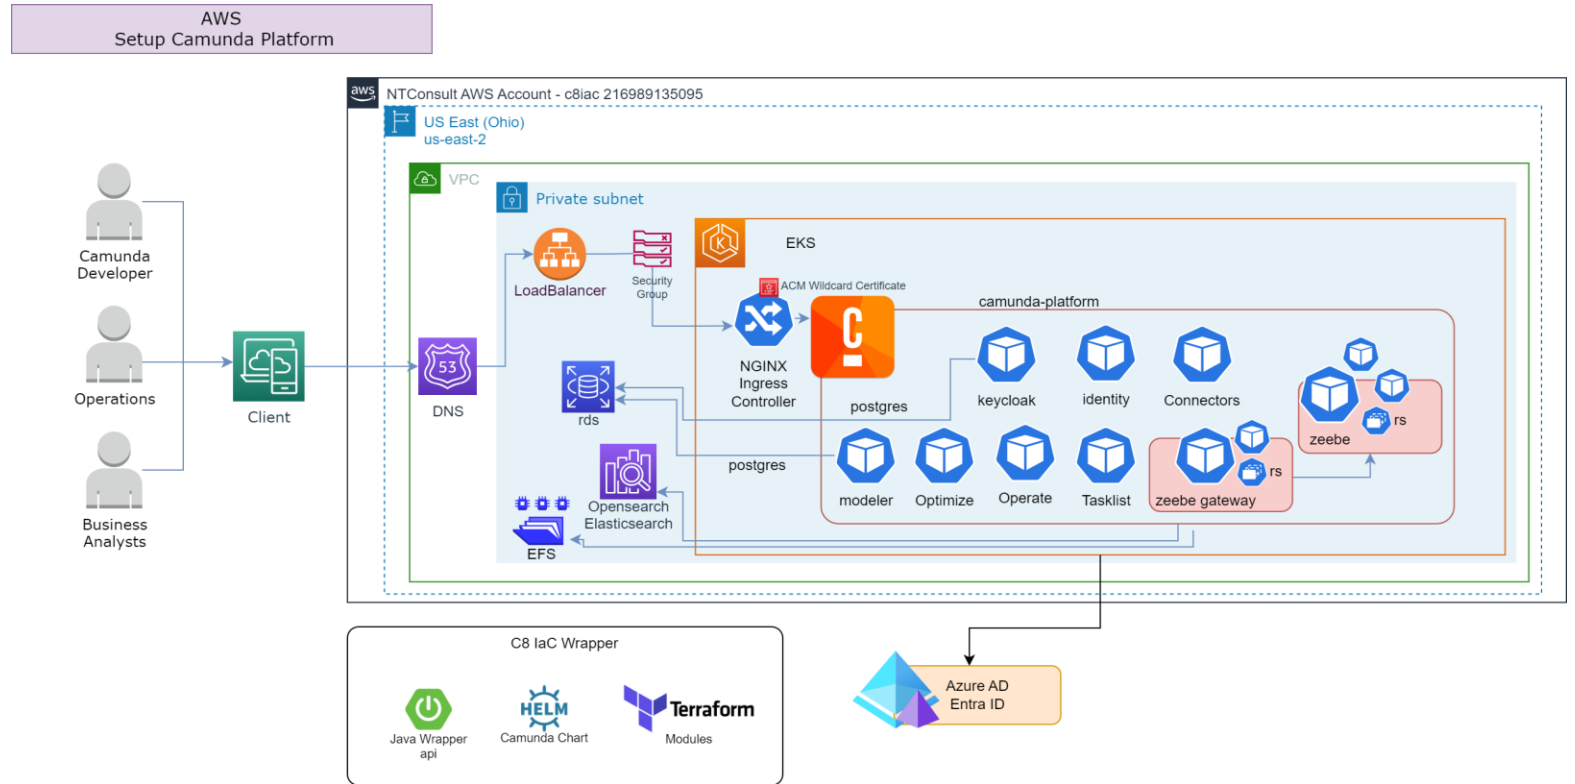 AWS
Setup Camunda Platform
aws
NTConsult AWS Account - c8iac 216989135095
US East (Ohio)
us-east-2
VPC
Private subnet
EKS
Camunda
Developer
Operations
Business
Analysts
Client
53
DNS
LoadBalancer
Security
Group
K
ACM Wildcard Certificate
NGINX
Ingress
Controller
C
camunda-platform
rds
postgres
postgres
keycloak
identity
Connectors
zeebe
rs
modeler
Optimize
Operate
Tasklist
zeebe gateway
rs
Opensearch
Elasticsearch
EFS
C8 IaC Wrapper
Java Wrapper
api
HELM
Camunda Chart
Terraform
Modules
Azure AD
Entra ID